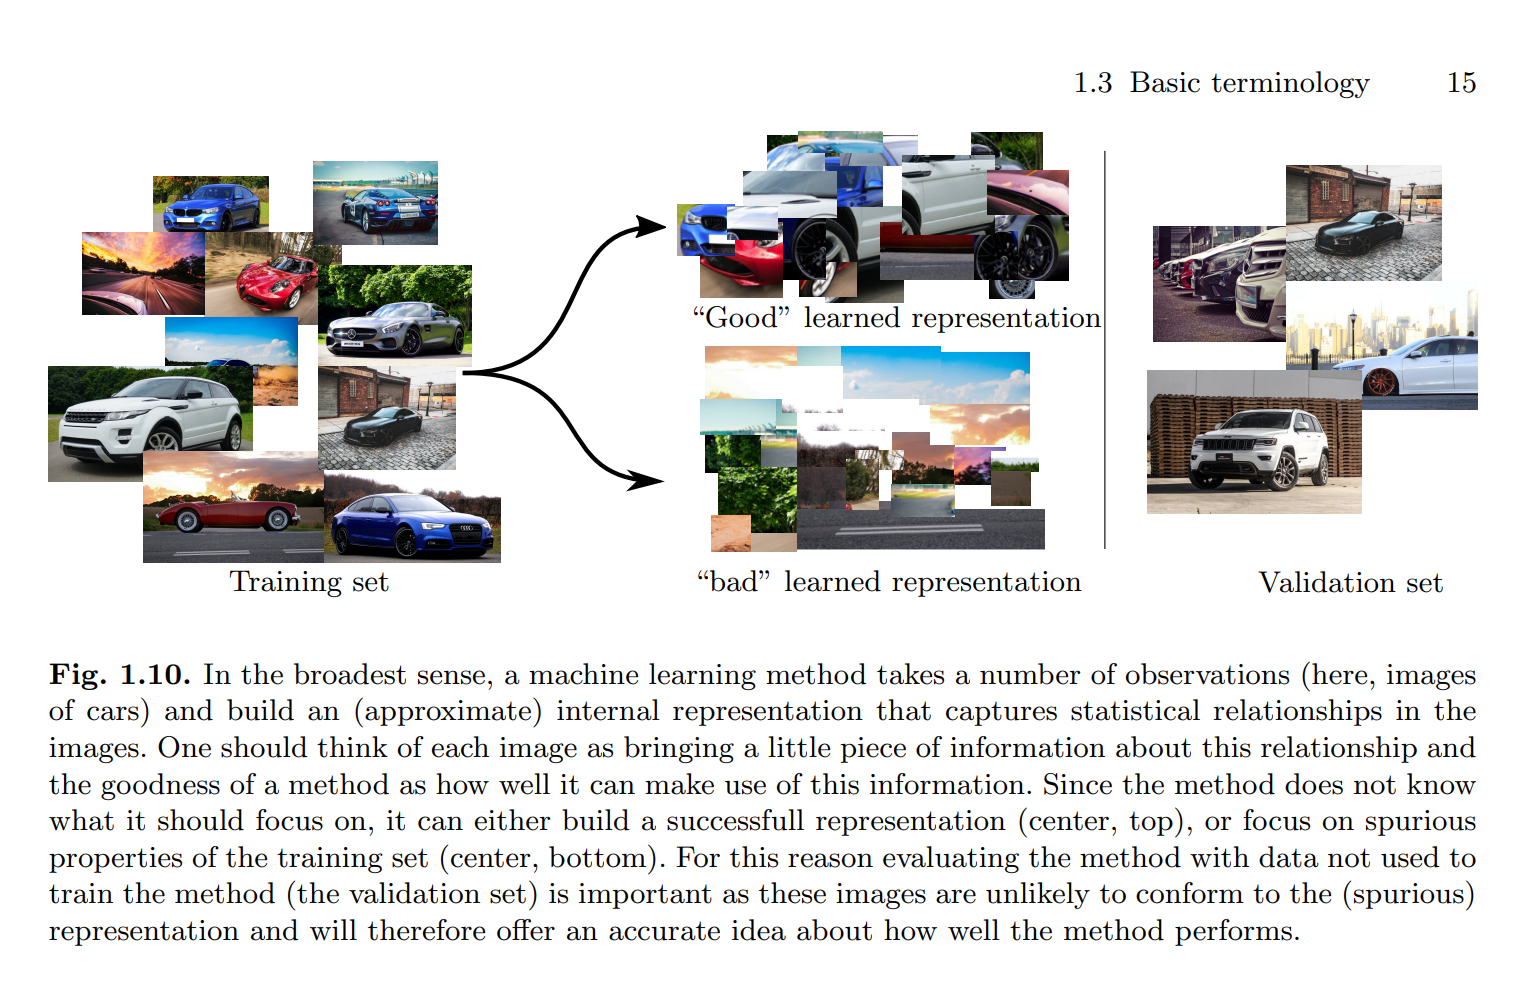 1.3 Basic terminology 15
"Good" learned representation
Training set
"bad" learned representation
Validation set
Fig. 1.10. In the broadest sense, a machine learning method takes a number of observations (here, images
of cars) and build an (approximate) internal representation that captures statistical relationships in the
images. One should think of each image as bringing a little piece of information about this relationship and
the goodness of a method as how well it can make use of this information. Since the method does not know
what it should focus on, it can either build a successfull representation (center, top), or focus on spurious
properties of the training set (center, bottom). For this reason evaluating the method with data not used to
train the method (the validation set) is important as these images are unlikely to conform to the (spurious)
representation and will therefore offer an accurate idea about how well the method performs.